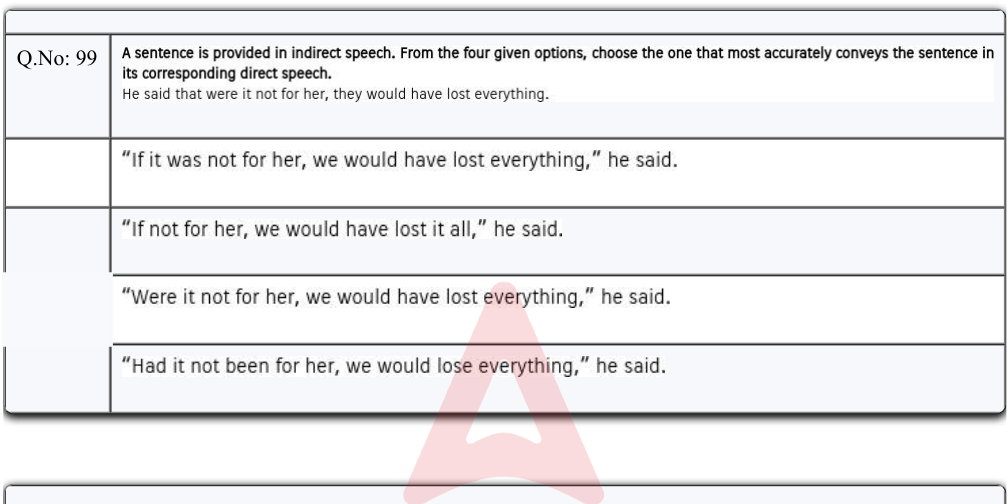 Q.No: 99
A sentence is provided in indirect speech. From the four given options, choose the one that most accurately conveys the sentence in
its corresponding direct speech.
He said that were it not for her, they would have lost everything.
“If it was not for her, we would have lost everything,” he said.
“If not for her, we would have lost it all,” he said.
“Were it not for her, we would have lost everything,” he said.
“Had it not been for her, we would lose everything,” he said.